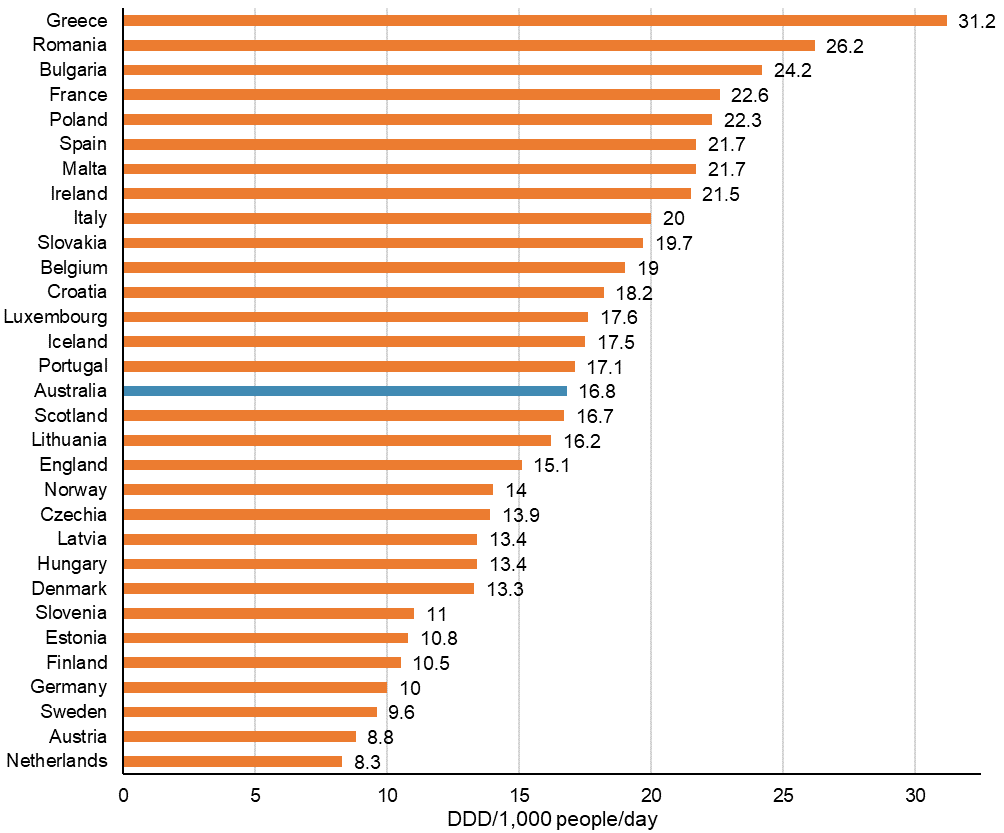 Greece 31.2
Romania 26.2
Bulgaria 24.2
France 22.6
Poland 22.3
Spain 21.7
Malta 21.7
Ireland 21.5
Italy 20
Slovakia 19.7
Belgium 19
Croatia 18.2
Luxembourg 17.6
Iceland 17.5
Portugal 17.1
Australia 16.8
Scotland 16.7
Lithuania 16.2
England 15.1
Norway 14
Czechia 13.9
Latvia 13.4
Hungary 13.4
Denmark 13.3
Slovenia 11
Estonia 10.8
Finland 10.5
Germany 10
Sweden 9.6
Austria 8.8
Netherlands 8.3
0 5 10 15 20 25 30
DDD/1,000 people/day